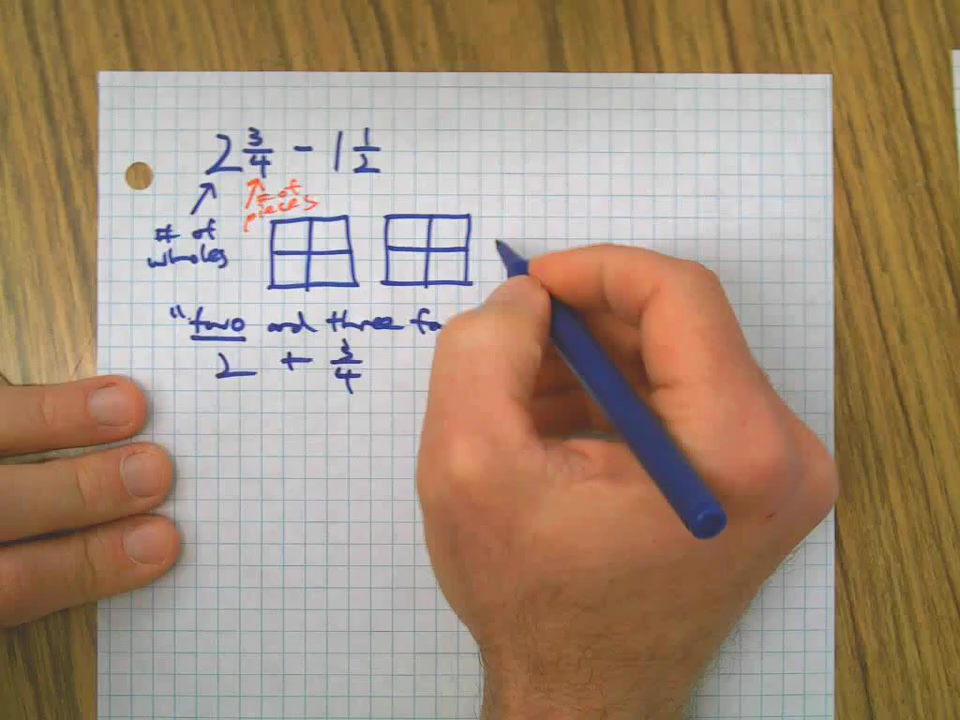 2 3/4 - 1 1/2
# of pieces
# of wholes
"two and three fo
2 + 3/4